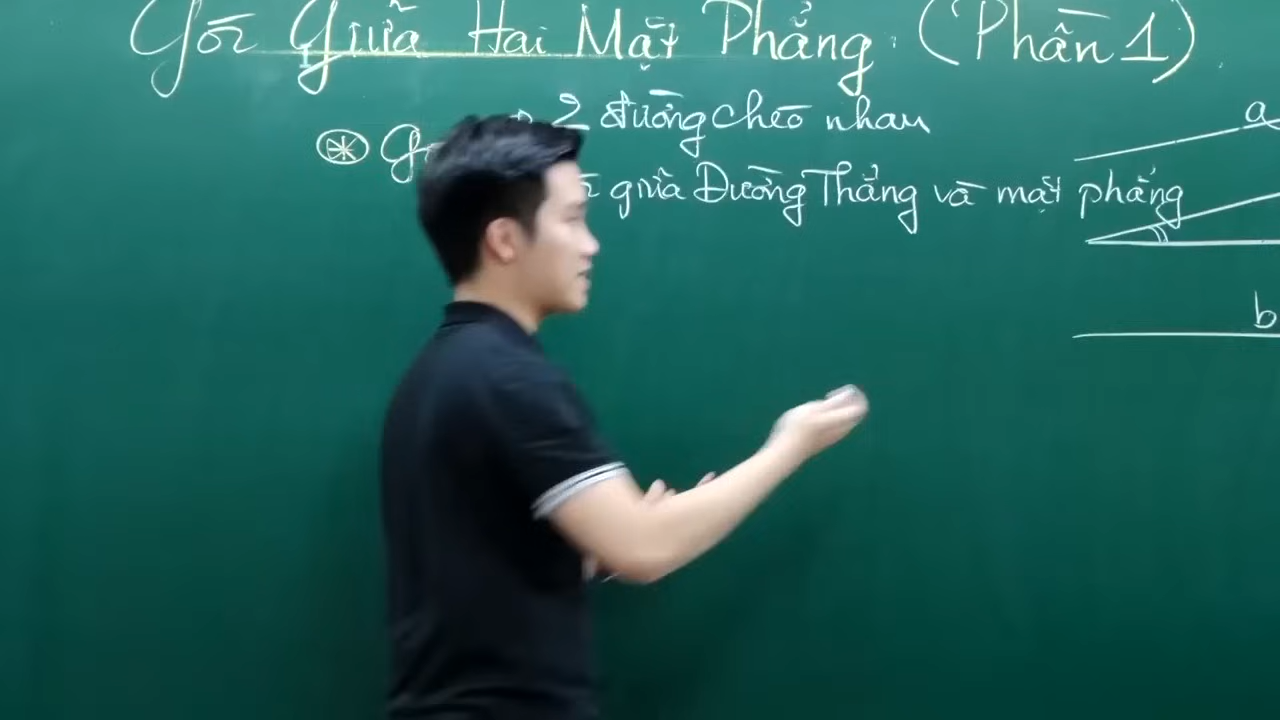 Góc Giữa Hai Mặt Phẳng (Phần 1)
2 đường chéo nhau
giữa Đường Thẳng và mặt phẳng
a
b